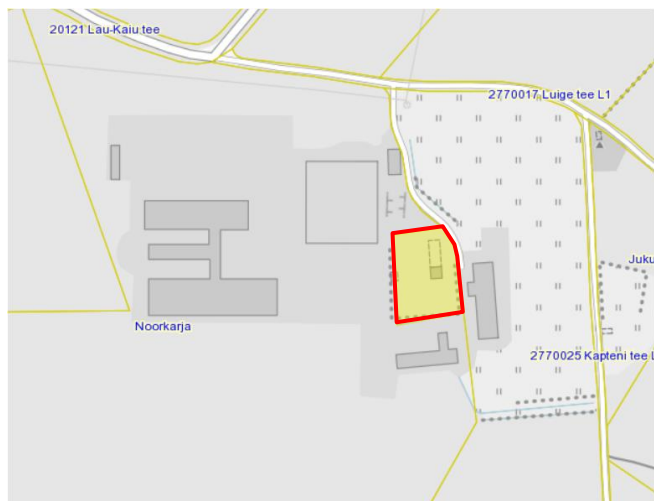 20121 Lau-Kaiu tee
2770017 Luige tee L1
Juku
Noorkarja
2770025 Kapteni tee L